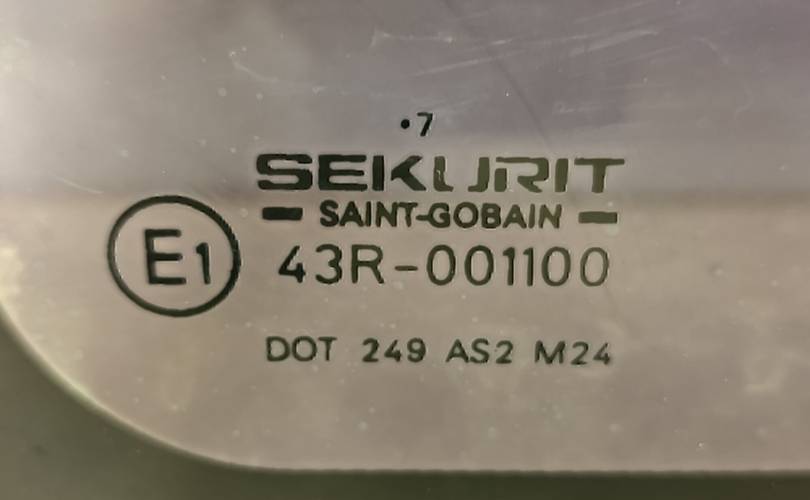 •7
SEKURIT
SAINT-GOBAIN
E1
43R-001100
DOT 249 AS2 M24